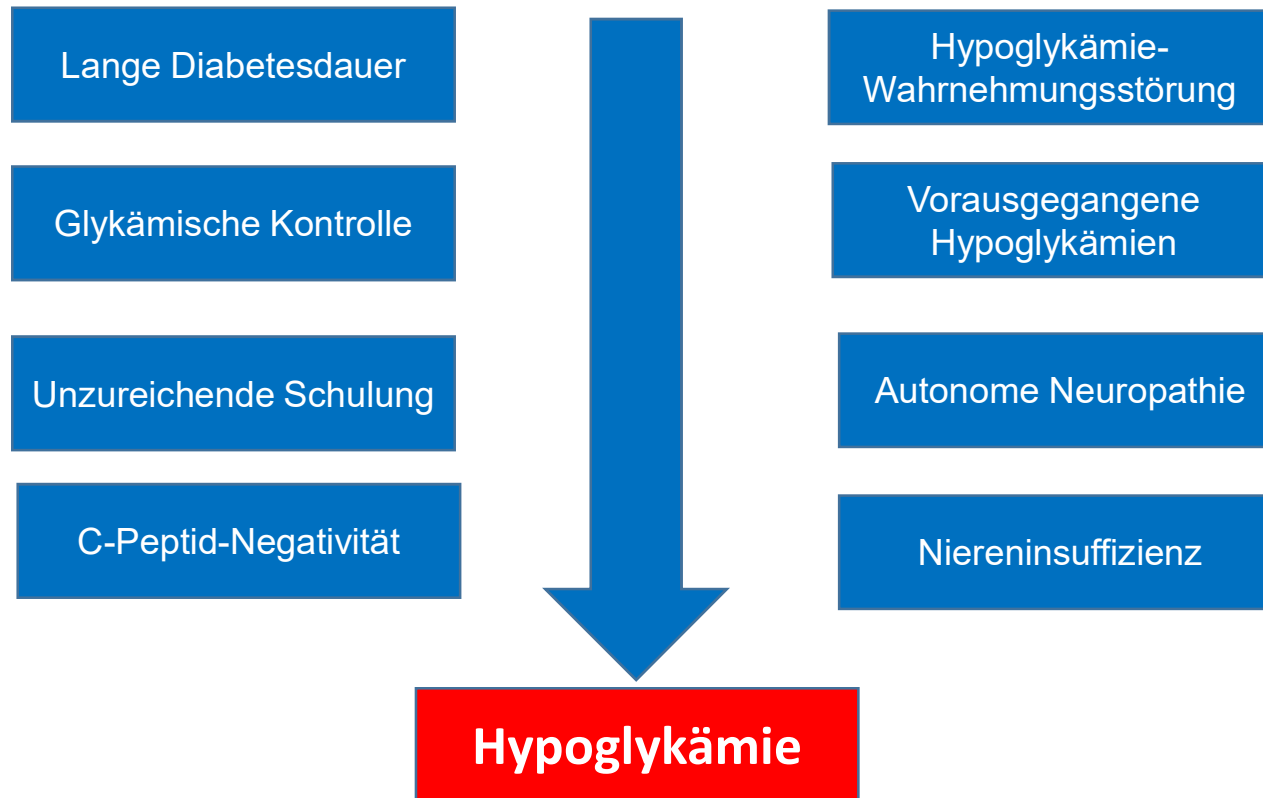 Lange Diabetesdauer
Glykämische Kontrolle
Unzureichende Schulung
C-Peptid-Negativität
Hypoglykämie-
Wahrnehmungsstörung
Vorausgegangene
Hypoglykämien
Autonome Neuropathie
Niereninsuffizienz
Hypoglykämie